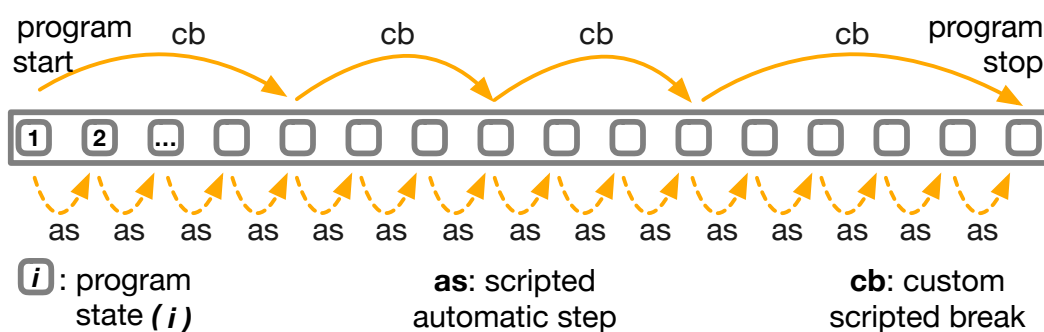 program start
cb cb cb cb
program stop
1 2 ...
as as as as as as as as as as as as as as as
i : program state (i)
as: scripted automatic step
cb: custom scripted break